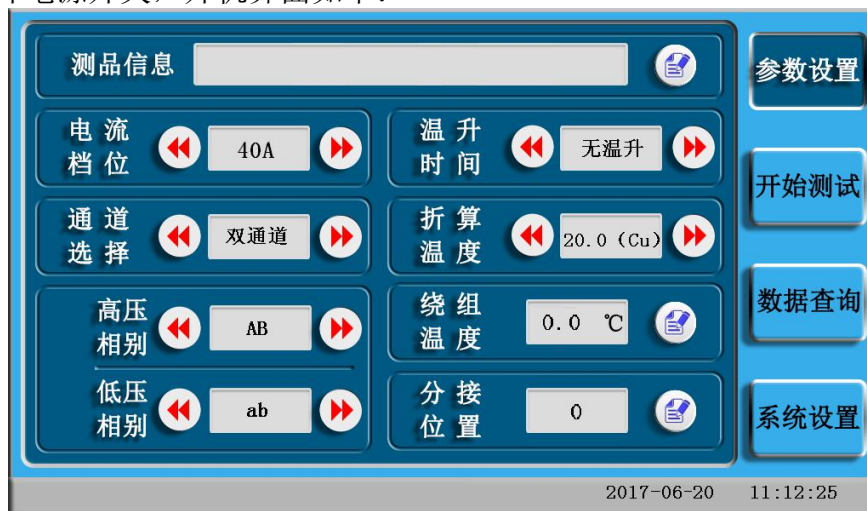 测品信息
参数设置
电流
档位
40A
温升
时间
无温升
开始测试
通道
选择
双通道
折算
温度
20.0 (Cu)
高压
相别
AB
绕组
温度
0.0 ℃
数据查询
低压
相别
ab
分接
位置
0
系统设置
2017-06-20 11:12:25